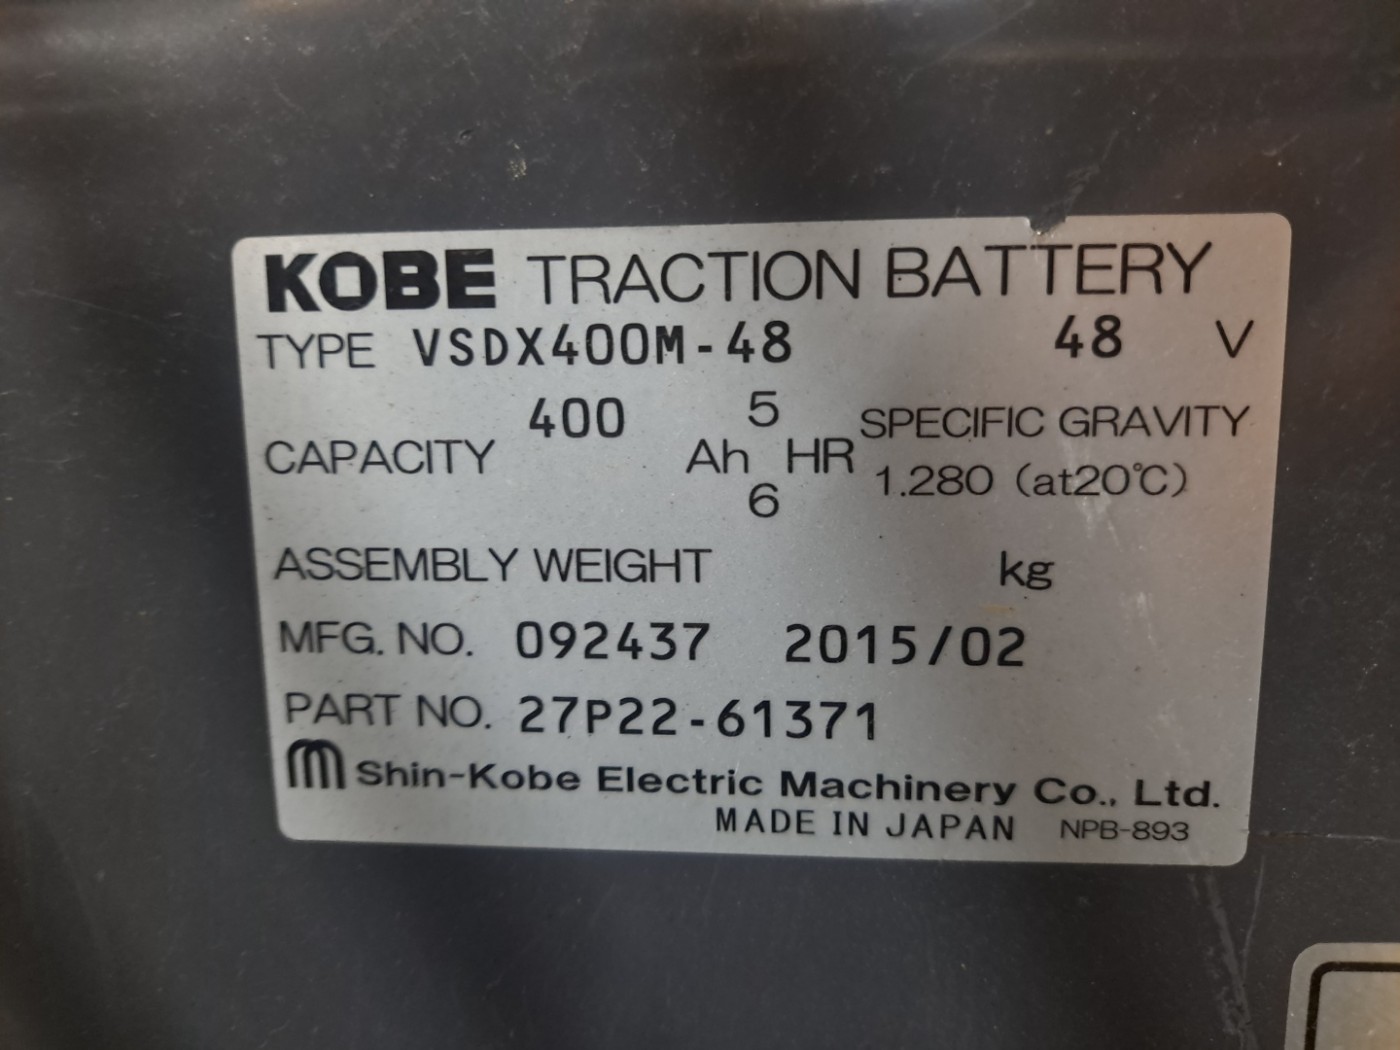 KOBE TRACTION BATTERY
TYPE VSDX400M-48 48 V
CAPACITY 400 Ah 5 6 HR SPECIFIC GRAVITY
1.280 (at20℃)
ASSEMBLY WEIGHT kg
MFG. NO. 092437 2015/02
PART NO. 27P22-61371
Shin-Kobe Electric Machinery Co., Ltd.
MADE IN JAPAN NPB-893